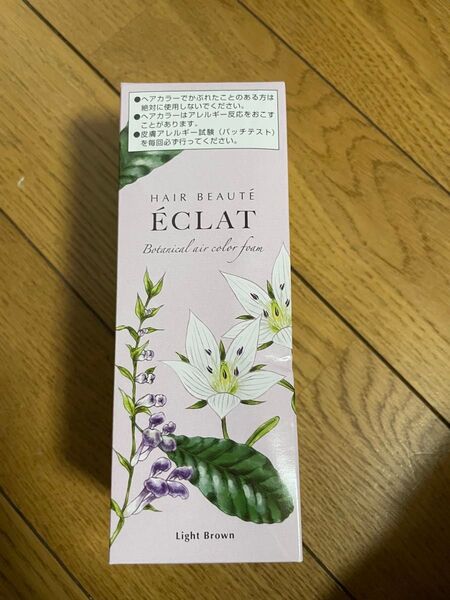 ●ヘアカラーでかぶれたことのある方は
絶対に使用しないでください。
●ヘアカラーはアレルギー反応をおこす
ことがあります。
●皮膚アレルギー試験（パッチテスト）
を毎回必ず行ってください。
HAIR BEAUTÉ
ÉCLAT
Botanical air color foam
Light Brown